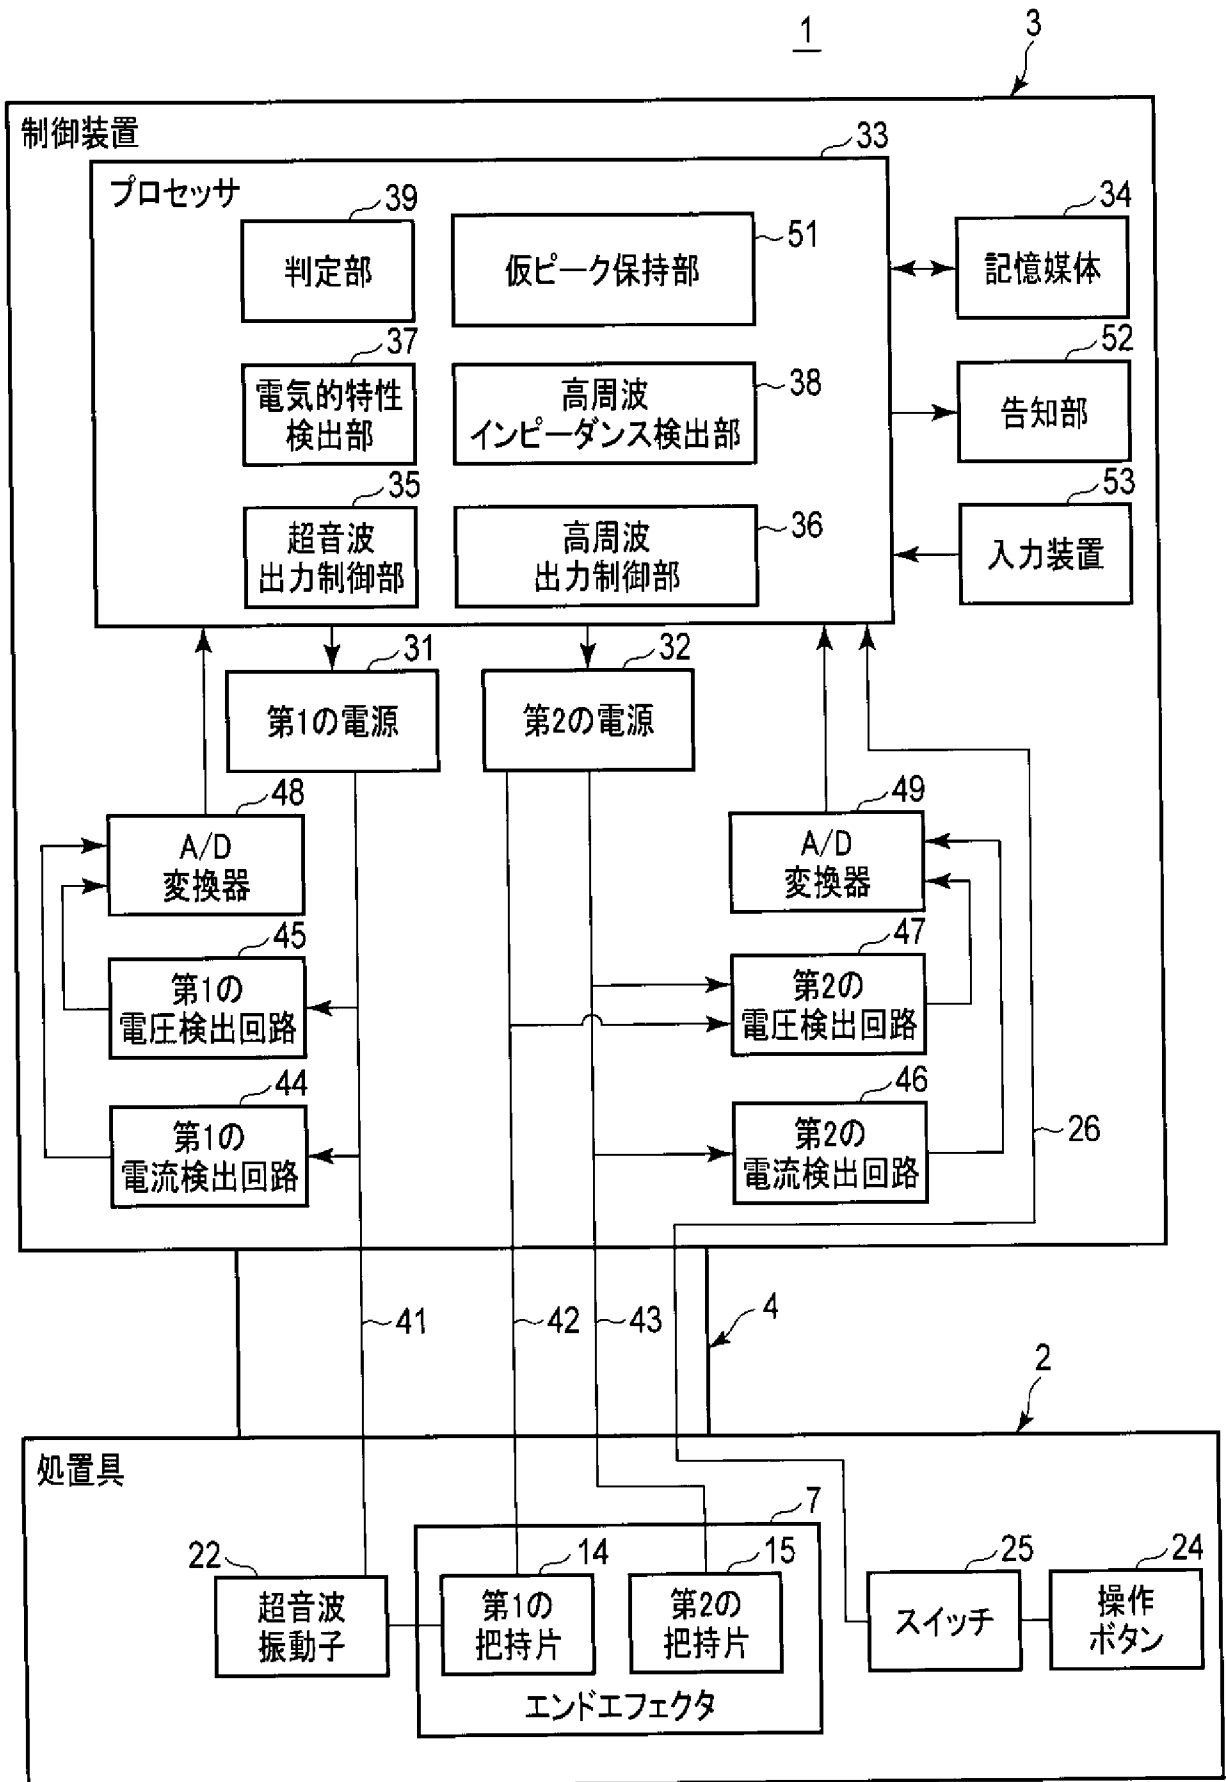 1
3
制御装置
33
プロセッサ
39
判定部
51
仮ピーク保持部
34
記憶媒体
37
電気的特性
検出部
38
高周波
インピーダンス検出部
52
告知部
35
超音波
出力制御部
36
高周波
出力制御部
53
入力装置
31
第1の電源
32
第2の電源
48
A/D
変換器
49
A/D
変換器
45
第1の
電圧検出回路
47
第2の
電圧検出回路
44
第1の
電流検出回路
46
第2の
電流検出回路
26
41
42
43
4
2
処置具
7
22
超音波
振動子
14
第1の
把持片
15
第2の
把持片
エンドエフェクタ
25
スイッチ
24
操作
ボタン